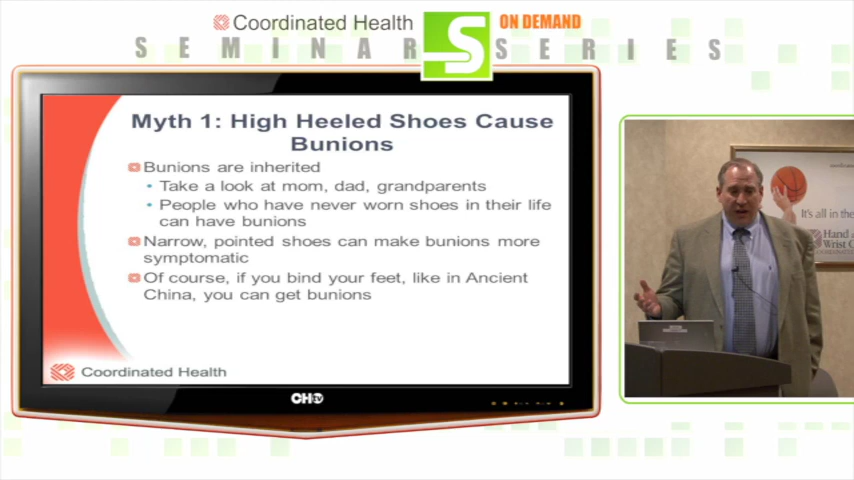 Coordinated Health
ON DEMAND
SEMINAR SERIES
S
Myth 1: High Heeled Shoes Cause
Bunions
Bunions are inherited
• Take a look at mom, dad, grandparents
• People who have never worn shoes in their life
can have bunions
Narrow, pointed shoes can make bunions more
symptomatic
Of course, if you bind your feet, like in Ancient
China, you can get bunions
Coordinated Health
CHtv
It's all in the
Hand
Wrist